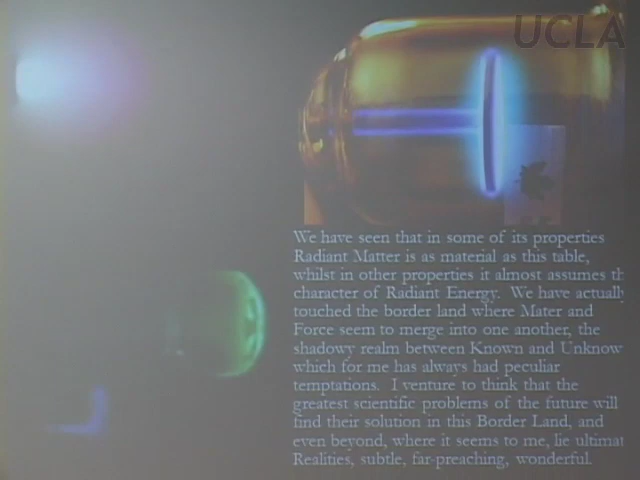 UCLA
We have seen that in some of its properties
Radiant Matter is as material as this table,
whilst in other properties it almost assumes th
character of Radiant Energy. We have actually
touched the border land where Mater and
Force seem to merge into one another, the
shadowy realm between Known and Unknow
which for me has always had peculiar
temptations. I venture to think that the
greatest scientific problems of the future will
find their solution in this Border Land, and
even beyond, where it seems to me, lie ultimat
Realities, subtle, far-preaching, wonderful.